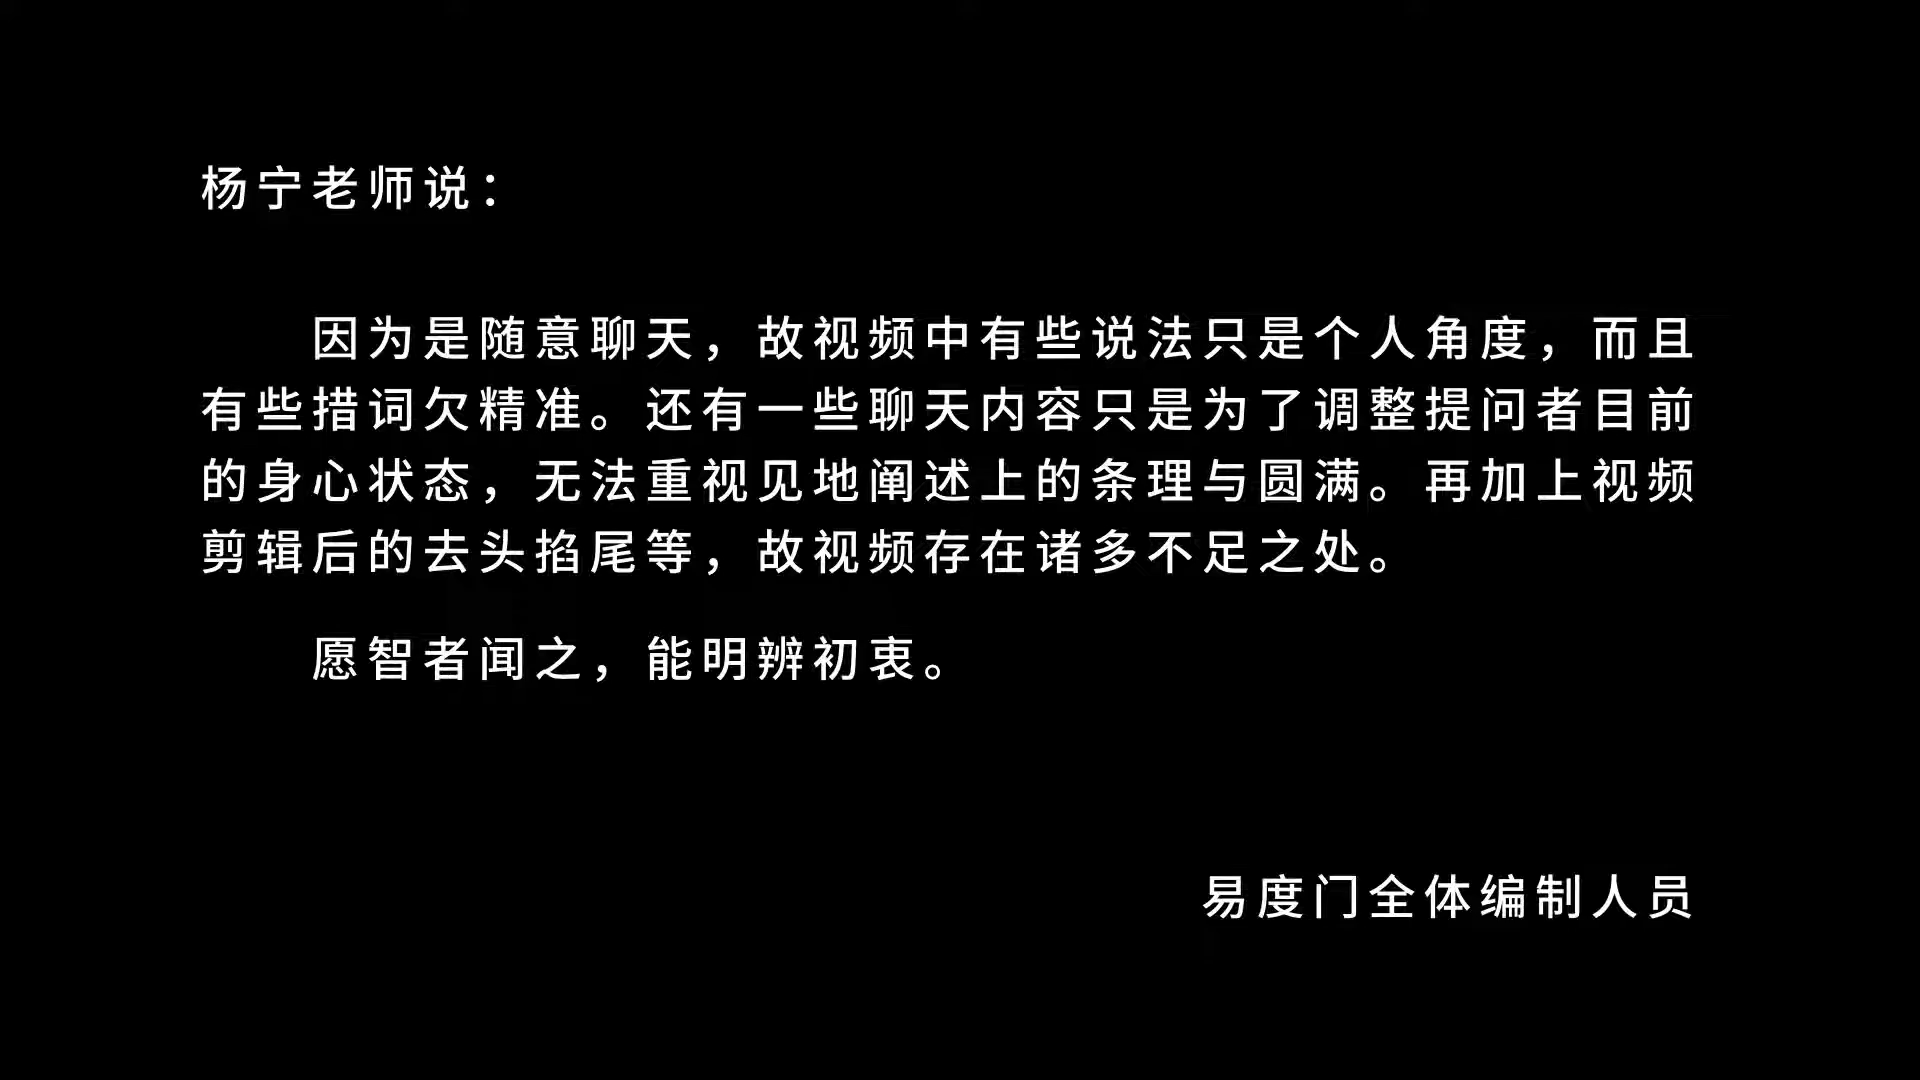 杨宁老师说：
因为是随意聊天，故视频中有些说法只是个人角度，而且
有些措词欠精准。还有一些聊天内容只是为了调整提问者目前
的身心状态，无法重视见地阐述上的条理与圆满。再加上视频
剪辑后的去头掐尾等，故视频存在诸多不足之处。
愿智者闻之，能明辨初衷。
易度门全体编制人员